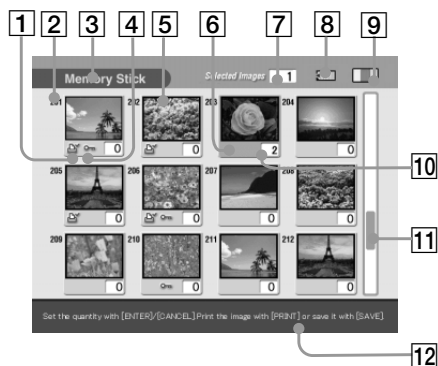 1 2 3 4 5 6 7 8 9
Memory Stick Selected Images 1
201 202 203 204
0 0 2 0
10
205 206 207 208
0 0 0 0
11
209 210 211 212
0 0 0 0
Set the quantity with [ENTER]/[CANCEL].Print the image with [PRINT] or save it with [SAVE].
12